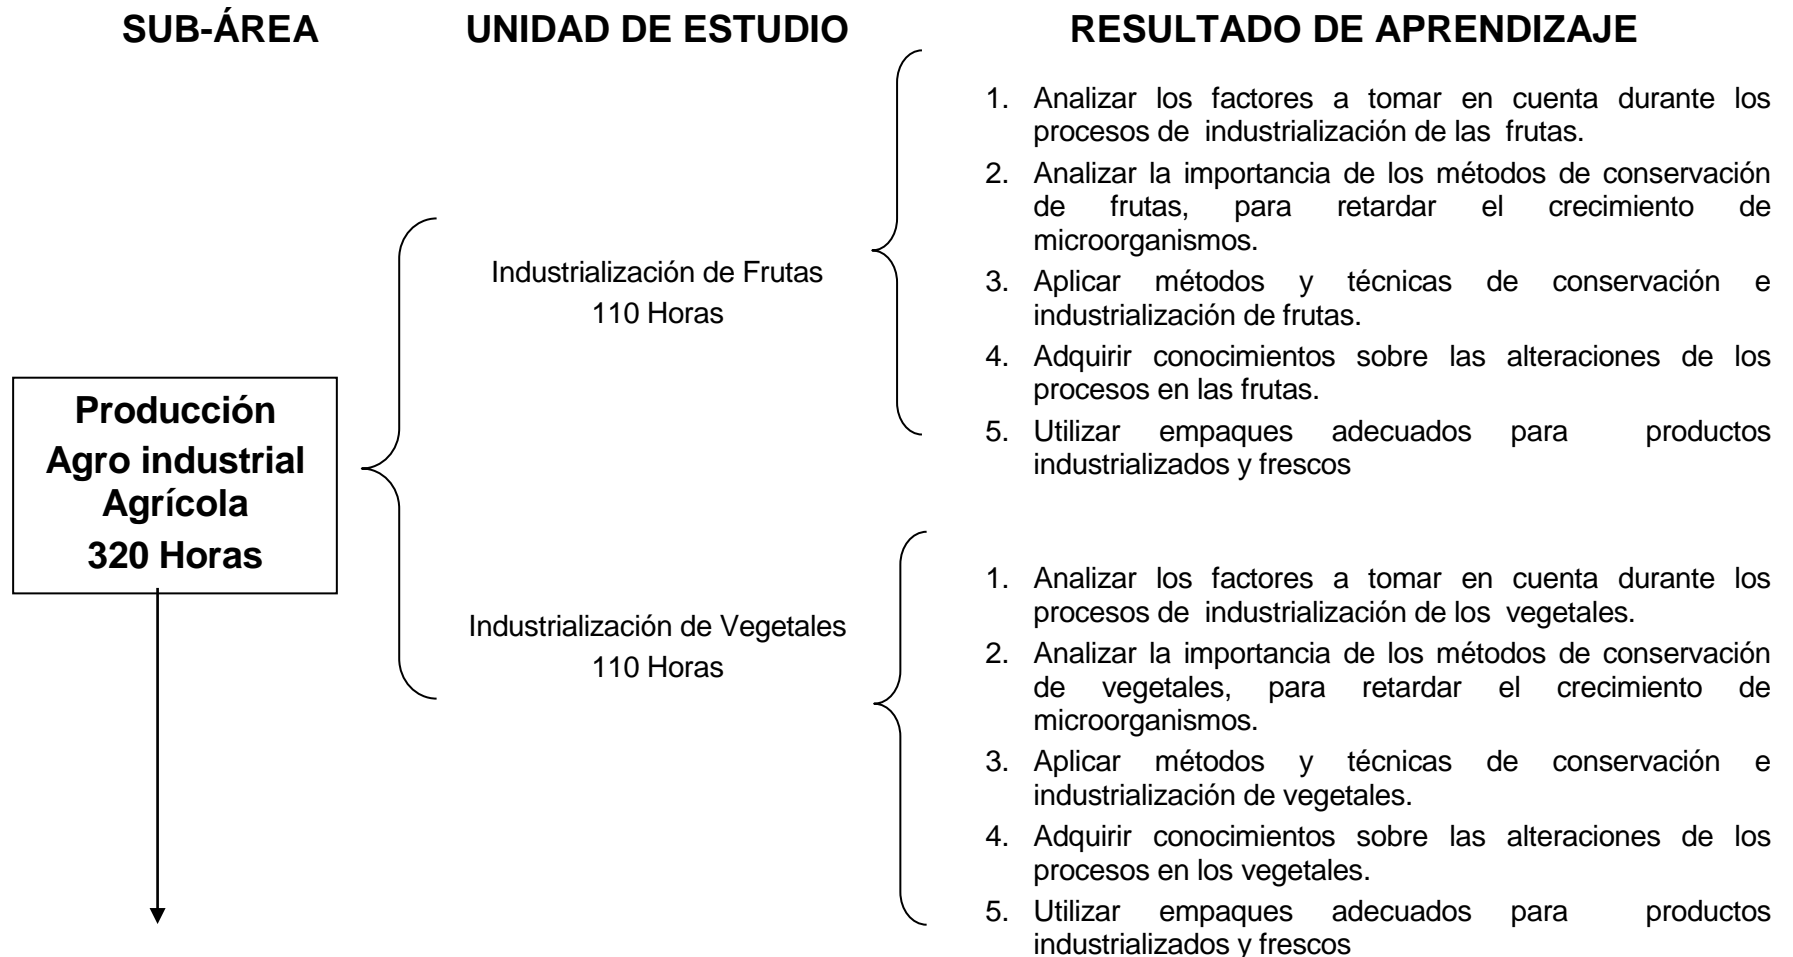 SUB-ÁREA UNIDAD DE ESTUDIO RESULTADO DE APRENDIZAJE
Producción
Agro industrial
Agrícola
320 Horas
Industrialización de Frutas
110 Horas
1. Analizar los factores a tomar en cuenta durante los
procesos de industrialización de las frutas.
2. Analizar la importancia de los métodos de conservación
de frutas, para retardar el crecimiento de
microorganismos.
3. Aplicar métodos y técnicas de conservación e
industrialización de frutas.
4. Adquirir conocimientos sobre las alteraciones de los
procesos en las frutas.
5. Utilizar empaques adecuados para productos
industrializados y frescos
Industrialización de Vegetales
110 Horas
1. Analizar los factores a tomar en cuenta durante los
procesos de industrialización de los vegetales.
2. Analizar la importancia de los métodos de conservación
de vegetales, para retardar el crecimiento de
microorganismos.
3. Aplicar métodos y técnicas de conservación e
industrialización de vegetales.
4. Adquirir conocimientos sobre las alteraciones de los
procesos en los vegetales.
5. Utilizar empaques adecuados para productos
industrializados y frescos